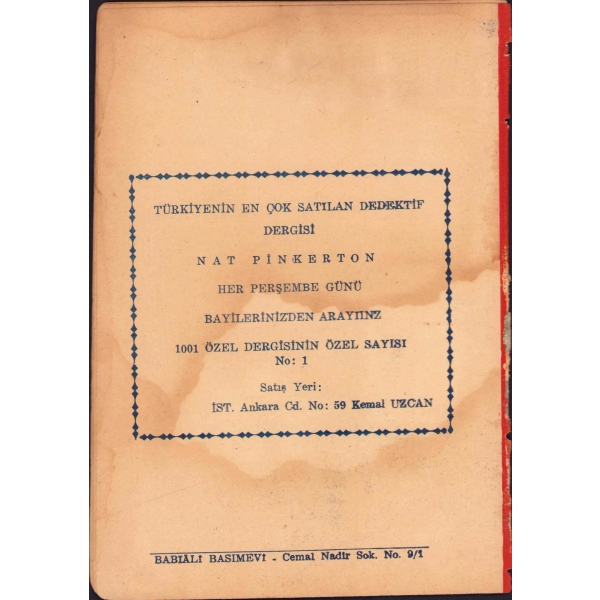 TÜRKİYENİN EN ÇOK SATILAN DEDEKTİF
DERGİSİ
NAT PİNKERTON
HER PERŞEMBE GÜNÜ
BAYİLERİNİZDEN ARAYIINZ
1001 ÖZEL DERGİSİNİN ÖZEL SAYISI
No: 1
Satış Yeri:
İST. Ankara Cd. No: 59 Kemal UZCAN
BABIÂLİ BASIMEVİ - Cemal Nadir Sok. No. 9/1